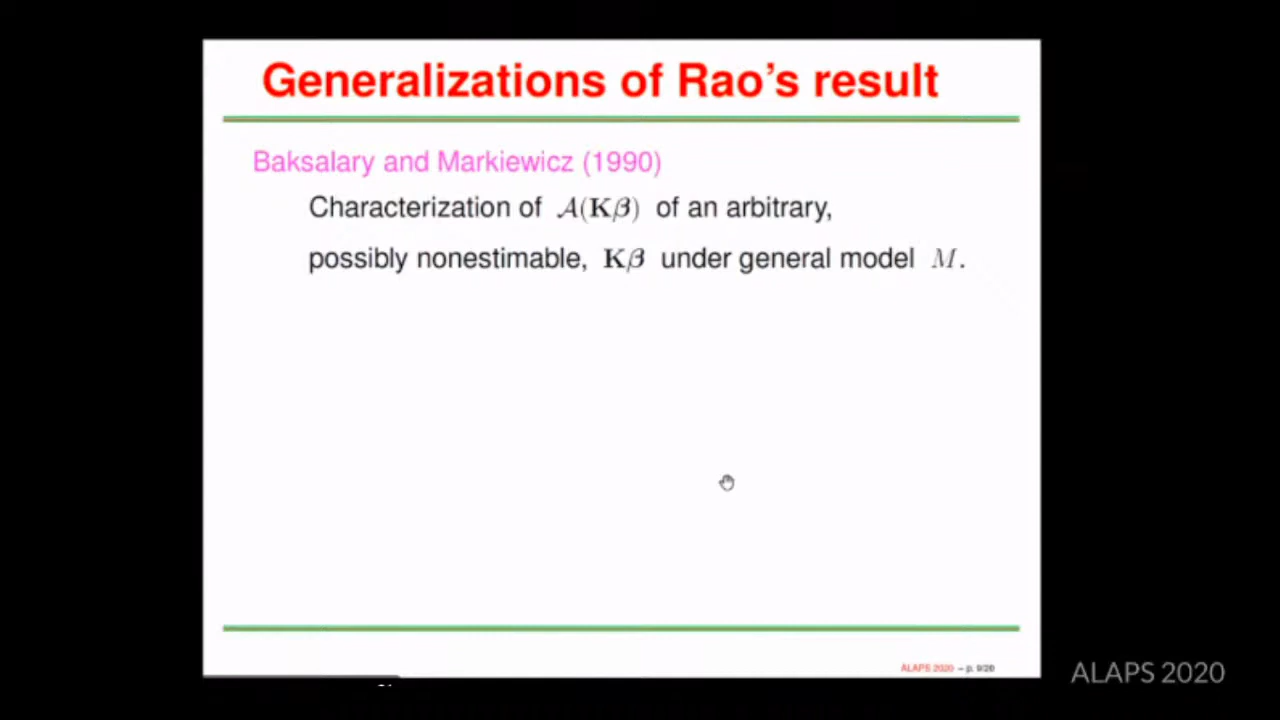 Generalizations of Rao's result
Baksalary and Markiewicz (1990)
Characterization of 𝒜(𝐊𝜷) of an arbitrary,
possibly nonestimable, 𝐊𝜷 under general model M.
ALAPS 2020 – p. 9/20
ALAPS 2020